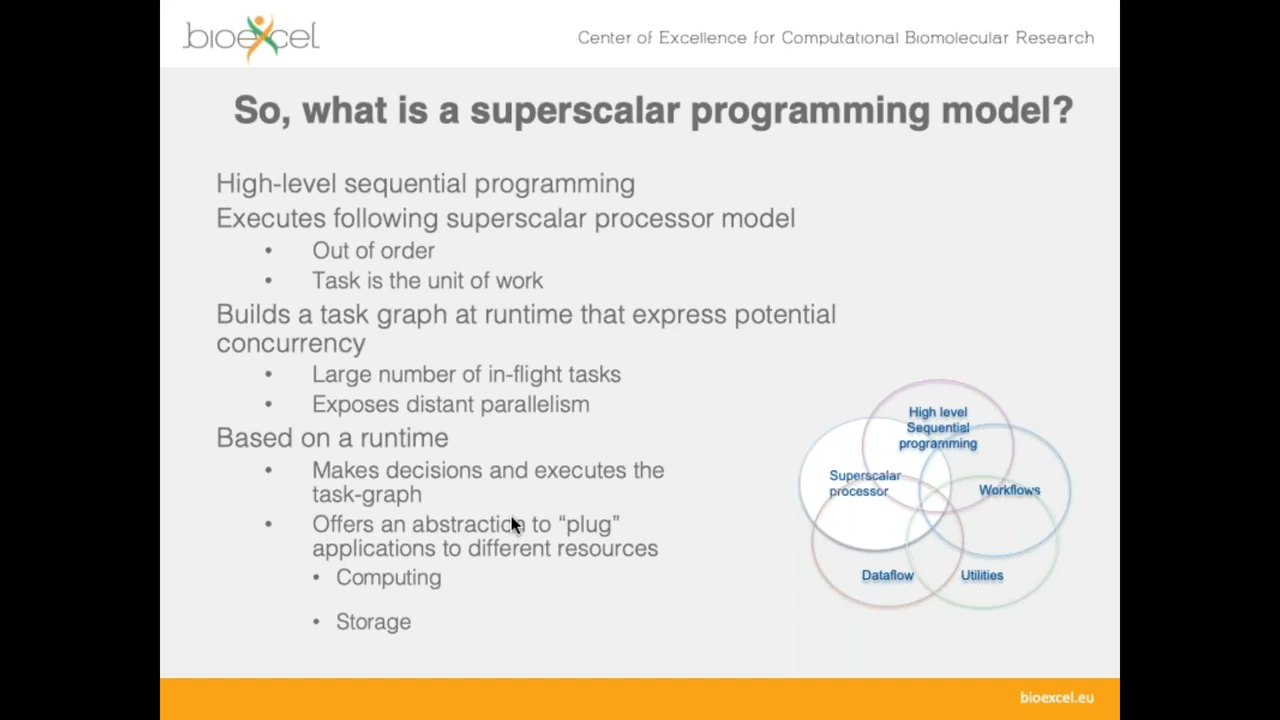 bioexcel
Center of Excellence for Computational Biomolecular Research
So, what is a superscalar programming model?
High-level sequential programming
Executes following superscalar processor model
• Out of order
• Task is the unit of work
Builds a task graph at runtime that express potential
concurrency
• Large number of in-flight tasks
• Exposes distant parallelism
Based on a runtime
• Makes decisions and executes the
task-graph
• Offers an abstraction to “plug”
applications to different resources
• Computing
• Storage
High level
Sequential
programming
Superscalar
processor
Workflows
Dataflow
Utilities
bioexcel.eu